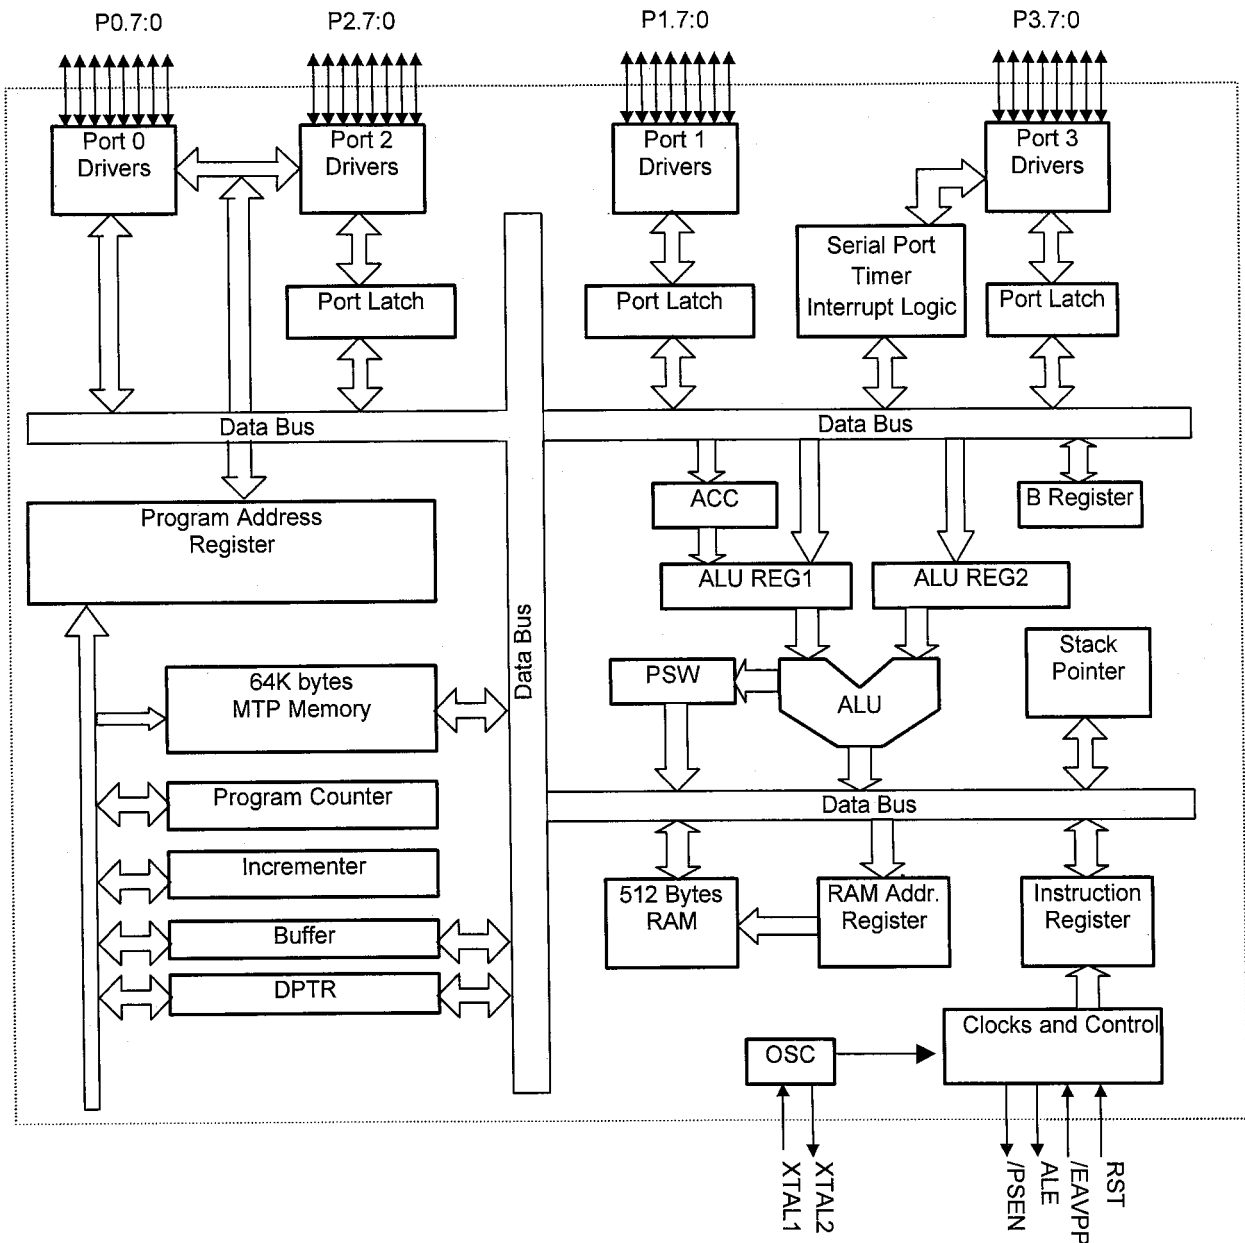 P0.7:0
P2.7:0
P1.7:0
P3.7:0
Port 0
Drivers
Port 2
Drivers
Port 1
Drivers
Port 3
Drivers
Serial Port
Timer
Interrupt Logic
Port Latch
Port Latch
Port Latch
Data Bus
Data Bus
ACC
B Register
Program Address
Register
ALU REG1
ALU REG2
Data Bus
Stack
Pointer
PSW
ALU
64K bytes
MTP Memory
Program Counter
Data Bus
Incrementer
512 Bytes
RAM
RAM Addr.
Register
Instruction
Register
Buffer
DPTR
Clocks and Control
OSC
XTAL1
XTAL2
/PSEN
ALE
/EAVPP
RST